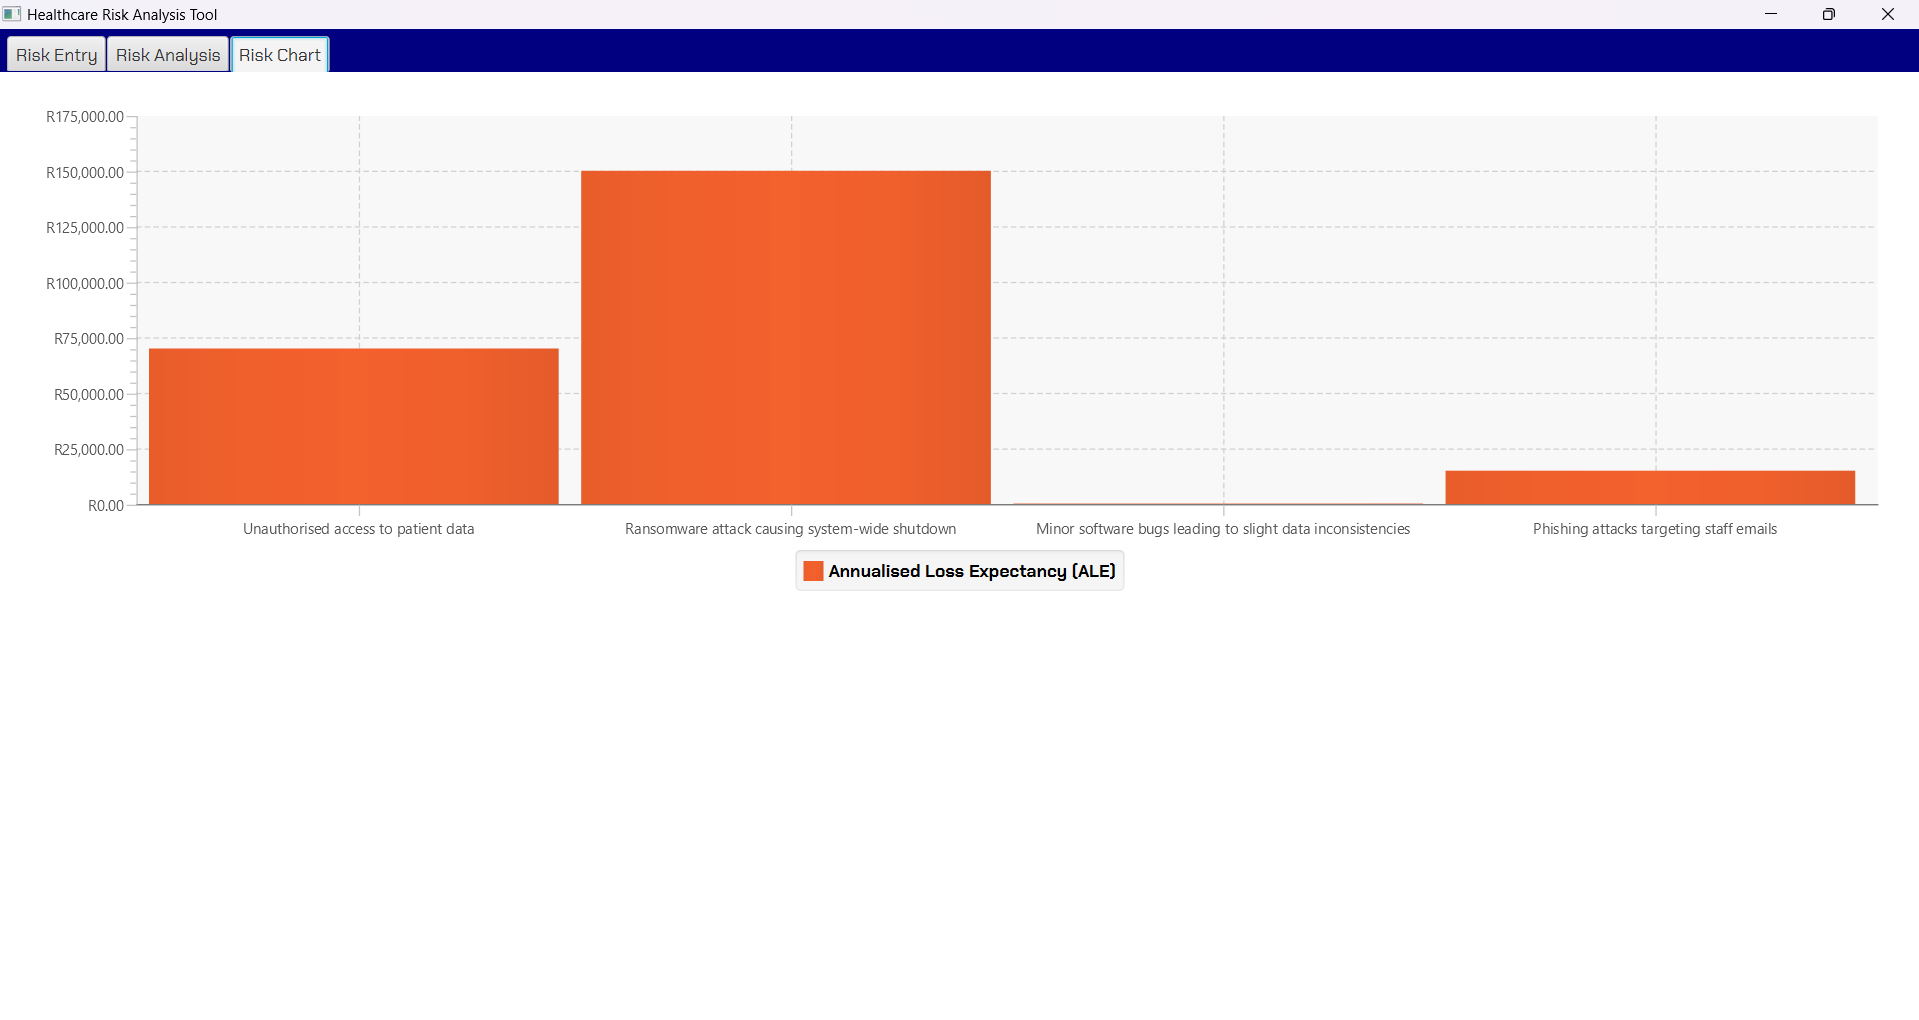 Healthcare Risk Analysis Tool
Risk Entry Risk Analysis Risk Chart
R175,000.00
R150,000.00
R125,000.00
R100,000.00
R75,000.00
R50,000.00
R25,000.00
R0.00
Unauthorised access to patient data Ransomware attack causing system-wide shutdown Minor software bugs leading to slight data inconsistencies Phishing attacks targeting staff emails
Annualised Loss Expectancy (ALE)